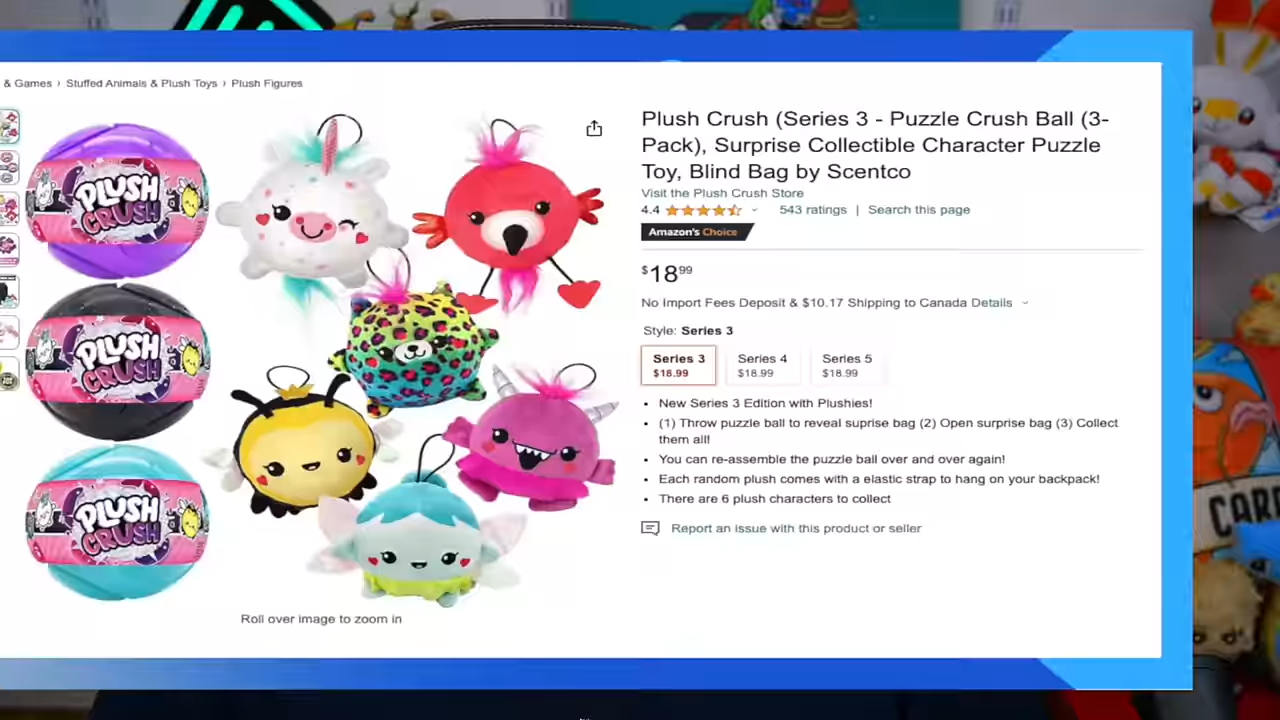 & Games › Stuffed Animals & Plush Toys › Plush Figures
PLUSH
CRUSH
PLUSH
CRUSH
PLUSH
CRUSH
Roll over image to zoom in
Plush Crush (Series 3 - Puzzle Crush Ball (3-
Pack), Surprise Collectible Character Puzzle
Toy, Blind Bag by Scentco
Visit the Plush Crush Store
4.4 543 ratings | Search this page
Amazon's Choice
$18.99
No Import Fees Deposit & $10.17 Shipping to Canada Details
Style: Series 3
Series 3 Series 4 Series 5
$18.99 $18.99 $18.99
• New Series 3 Edition with Plushies!
• (1) Throw puzzle ball to reveal suprise bag (2) Open surprise bag (3) Collect
them all!
• You can re-assemble the puzzle ball over and over again!
• Each random plush comes with a elastic strap to hang on your backpack!
• There are 6 plush characters to collect
Report an issue with this product or seller